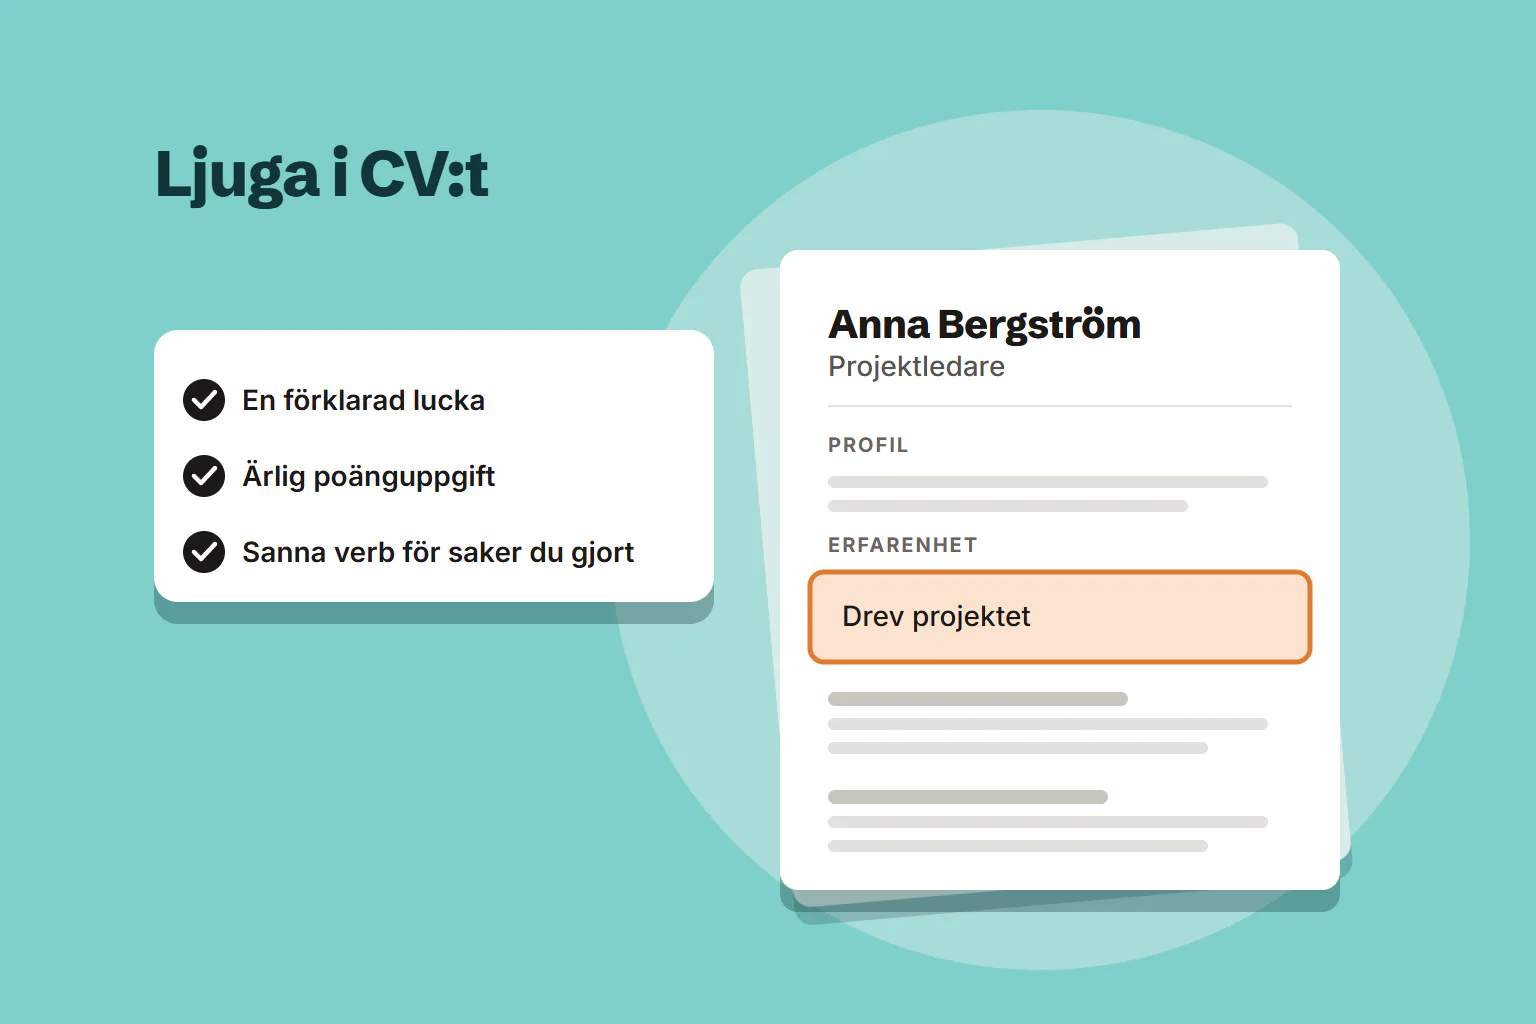 Ljuga i CV:t
En förklarad lucka
Ärlig poänguppgift
Sanna verb för saker du gjort
Anna Bergström
Projektledare
PROFIL
ERFARENHET
Drev projektet